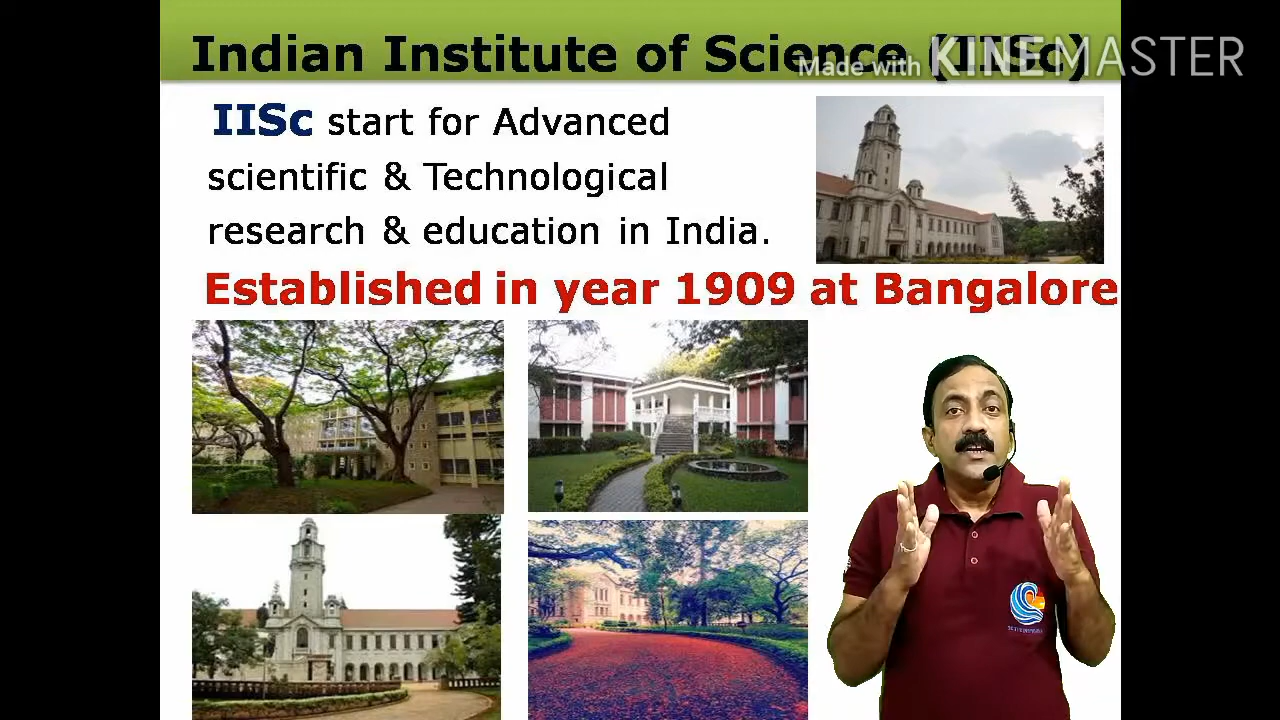 Indian Institute of Science (IISc)
Made with KINEMASTER
IISc start for Advanced
scientific & Technological
research & education in India.
Established in year 1909 at Bangalore